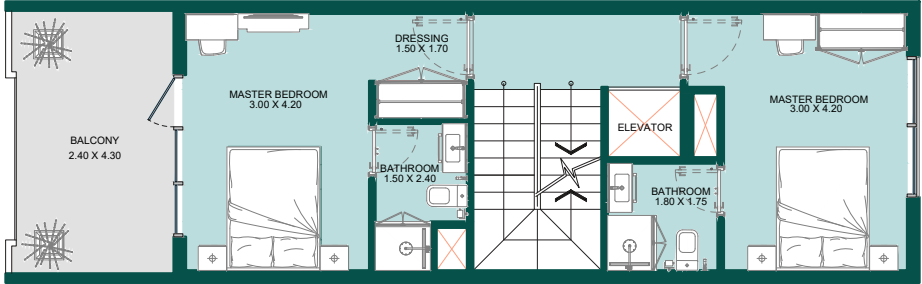 DRESSING
1.50 X 1.70
MASTER BEDROOM
3.00 X 4.20
MASTER BEDROOM
3.00 X 4.20
ELEVATOR
BALCONY
2.40 X 4.30
BATHROOM
1.50 X 2.40
BATHROOM
1.80 X 1.75